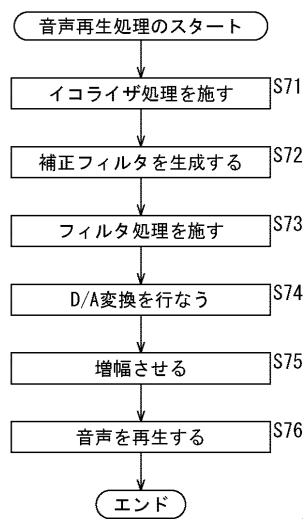 音声再生処理のスタート
イコライザ処理を施す S71
補正フィルタを生成する S72
フィルタ処理を施す S73
D/A変換を行なう S74
増幅させる S75
音声を再生する S76
エンド